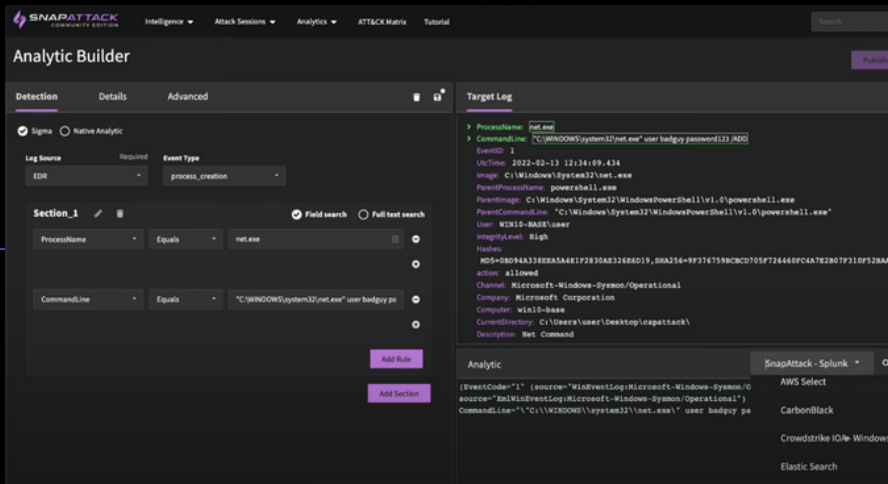 SNAPATTACK
COMMUNITY EDITION
Intelligence
Attack Sessions
Analytics
ATT&CK Matrix
Tutorial
Search
Analytic Builder
Publish
Detection
Details
Advanced
Sigma
Native Analytic
Log Source
Required
Event Type
EDR
process_creation
Section_1
Field search
Full text search
ProcessName
Equals
net.exe
CommandLine
Equals
"C:\WINDOWS\system32\net.exe" user badguy pa
Add Rule
Add Section
Target Log
ProcessName: net.exe
CommandLine: "C:\WINDOWS\system32\net.exe" user badguy password123 /ADD
EventID: 1
UtcTime: 2022-02-13 12:34:09.434
Image: C:\Windows\System32\net.exe
ParentProcessName: powershell.exe
ParentImage: C:\Windows\System32\WindowsPowerShell\v1.0\powershell.exe
ParentCommandLine: "C:\Windows\System32\WindowsPowerShell\v1.0\powershell.exe"
User: WIN10-BASE\user
IntegrityLevel: High
Hashes:
action: allowed
Channel: Microsoft-Windows-Sysmon/Operational
Company: Microsoft Corporation
Computer: win10-base
CurrentDirectory: C:\Users\user\Desktop\capattack\
Description: Net Command
Analytic
SnapAttack - Splunk
(EventCode="1" (source="WinEventLog:Microsoft-Windows-Sysmon/O
source="XmlWinEventLog:Microsoft-Windows-Sysmon/Operational")
CommandLine="\"C:\\WINDOWS\\system32\\net.exe\" user badguy pa
AWS Select
CarbonBlack
Crowdstrike Windows
Elastic Search